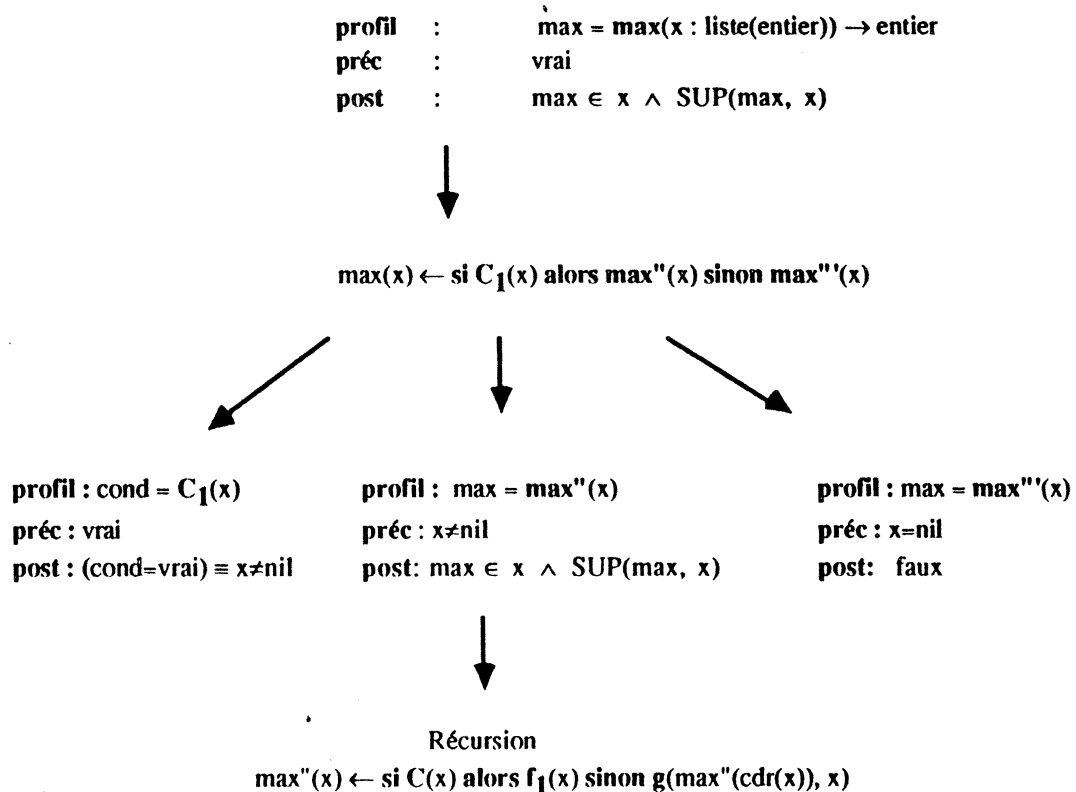 profil : max = max(x : liste(entier)) → entier
préc : vrai
post : max ∈ x ∧ SUP(max, x)
max(x) ← si C1(x) alors max"(x) sinon max"'(x)
profil : cond = C1(x)
préc : vrai
post : (cond=vrai) ≡ x≠nil
profil : max = max"(x)
préc : x≠nil
post: max ∈ x ∧ SUP(max, x)
profil : max = max"'(x)
préc : x=nil
post: faux
Récursion
max"(x) ← si C(x) alors f1(x) sinon g(max"(cdr(x)), x)